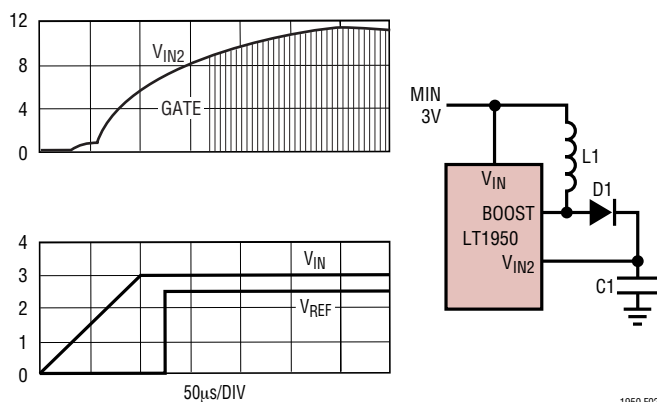 12
8
4
0
VIN2
GATE
4
3
2
1
0
VIN
VREF
50μs/DIV
MIN
3V
L1
D1
VIN
BOOST
LT1950
VIN2
C1